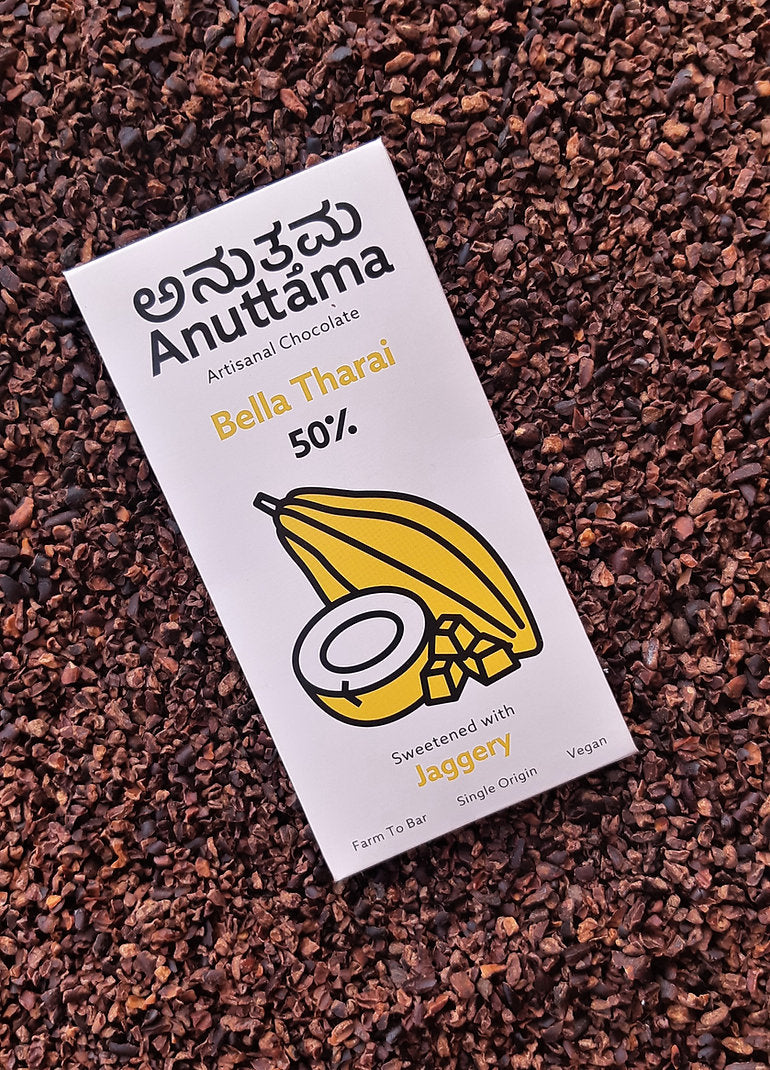 ಅನುತ್ತಮ
Anuttama
Artisanal Chocolate
Bella Tharai
50%
Sweetened with
Jaggery
Farm To Bar Single Origin Vegan